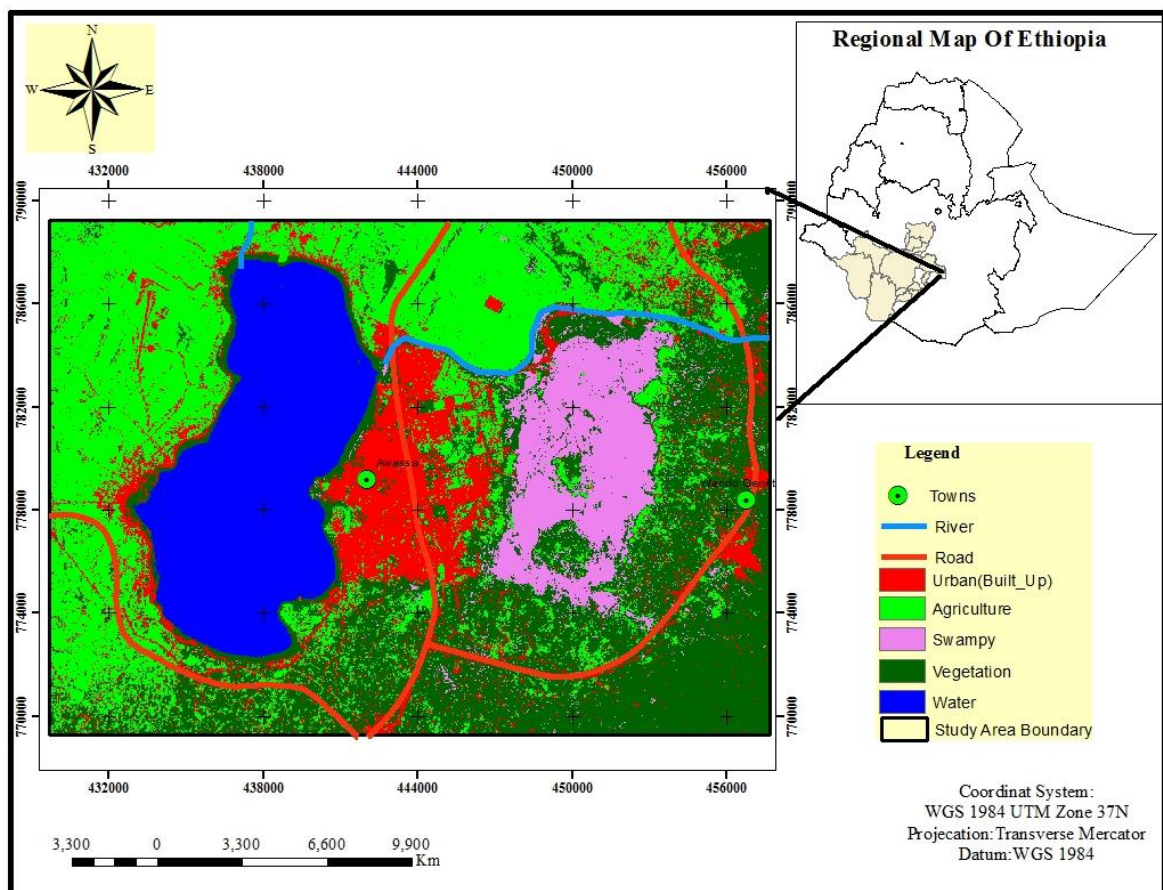 N
W
E
S
Regional Map Of Ethiopia
432000 438000 444000 450000 456000
790000 790000
786000 786000
782000 782000
778000 778000
774000 774000
770000 770000
Awassa
Wendo Genet
432000 438000 444000 450000 456000
Legend
Towns
River
Road
Urban(Built_Up)
Agriculture
Swampy
Vegetation
Water
Study Area Boundary
3,300 0 3,300 6,600 9,900
Km
Coordinat System:
WGS 1984 UTM Zone 37N
Projecation:Transverse Mercator
Datum:WGS 1984